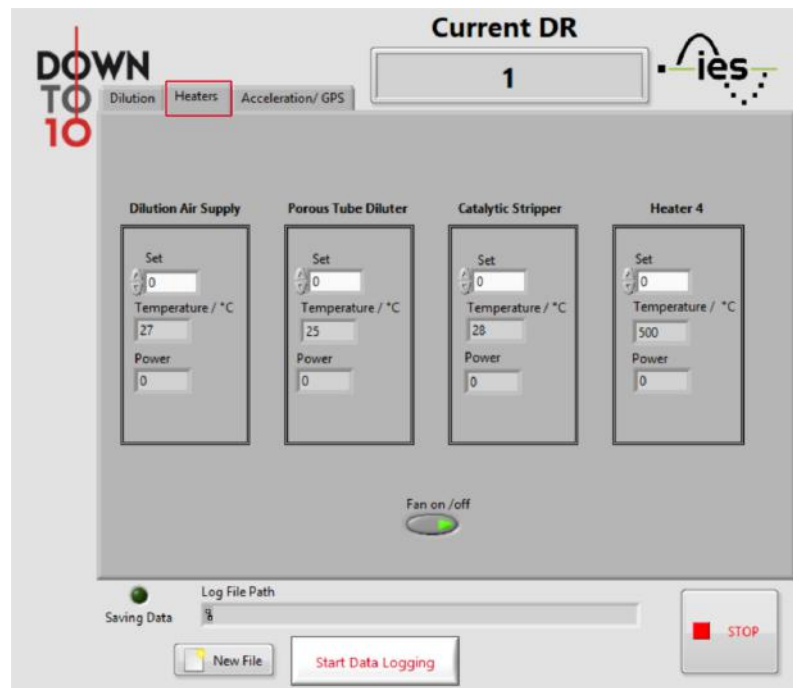 Current DR
DOWN
TO
10
1
ies
Dilution
Heaters
Acceleration/ GPS
Dilution Air Supply
Porous Tube Diluter
Catalytic Stripper
Heater 4
Set
Set
Set
Set
0
0
0
0
Temperature / °C
Temperature / °C
Temperature / °C
Temperature / °C
27
25
28
500
Power
Power
Power
Power
0
0
0
0
Fan on /off
Log File Path
Saving Data
New File
Start Data Logging
STOP